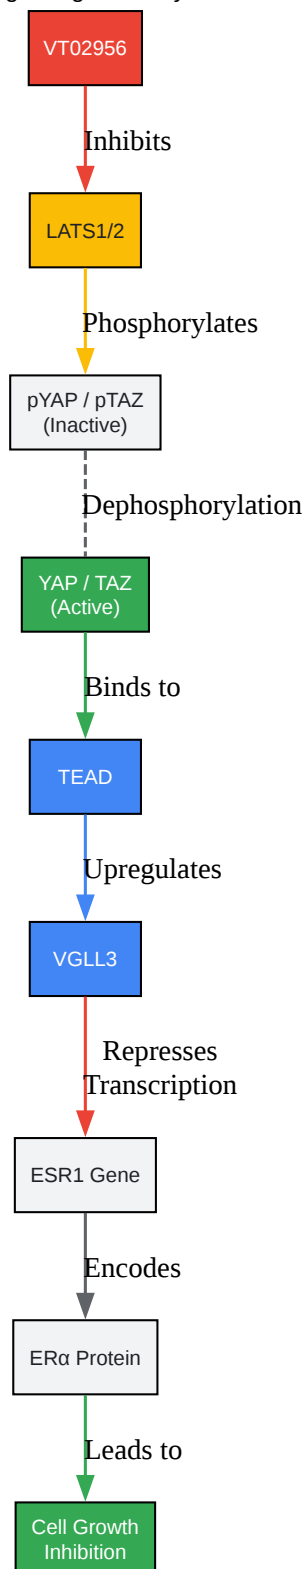 VT02956
Inhibits
LATS1/2
Phosphorylates
pYAP / pTAZ
(Inactive)
Dephosphorylation
YAP / TAZ
(Active)
Binds to
TEAD
Upregulates
VGLL3
Represses
Transcription
ESR1 Gene
Encodes
ERα Protein
Leads to
Cell Growth
Inhibition